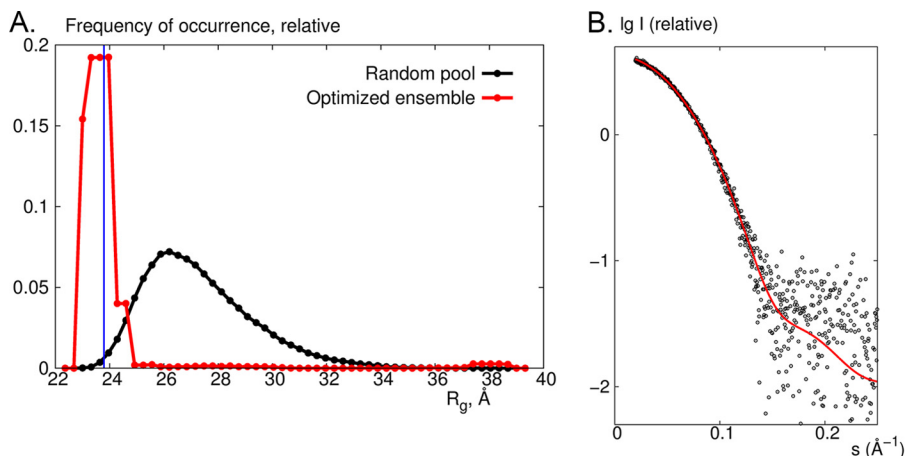 A.
Frequency of occurrence, relative
0.2
0.15
0.1
0.05
0
Random pool
Optimized ensemble
22 24 26 28 30 32 34 36 38 40
Rg, Å
B. lg I (relative)
0
−1
−2
0 0.1 0.2
s (Å⁻¹)